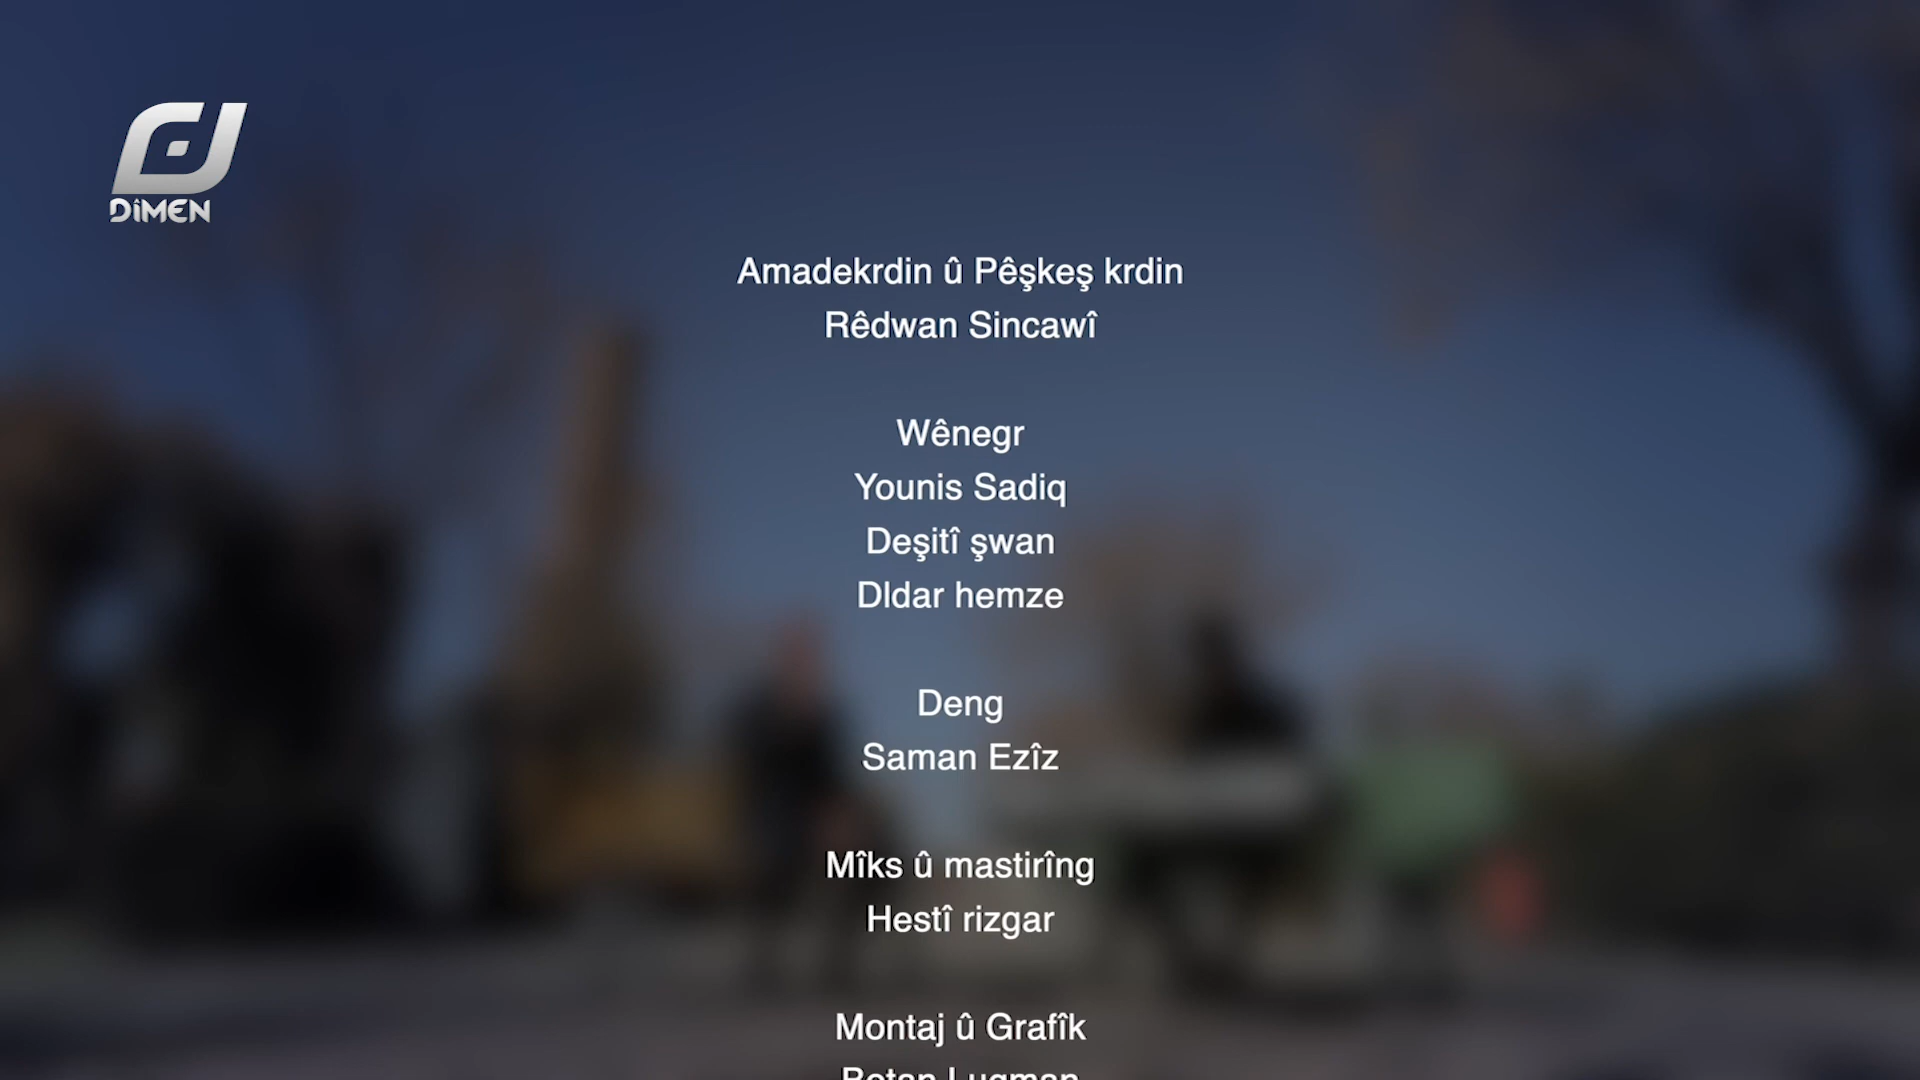 DÎMEN
Amadekrdin û Pêşkeş krdin
Rêdwan Sincawî
Wênegr
Younis Sadiq
Deşitî şwan
Dldar hemze
Deng
Saman Ezîz
Mîks û mastirîng
Hestî rizgar
Montaj û Grafîk